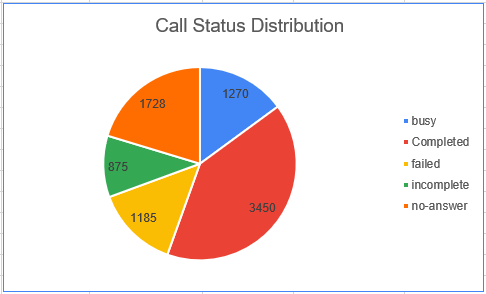 Call Status Distribution
1270
1728
875
1185
3450
busy
Completed
failed
incomplete
no-answer